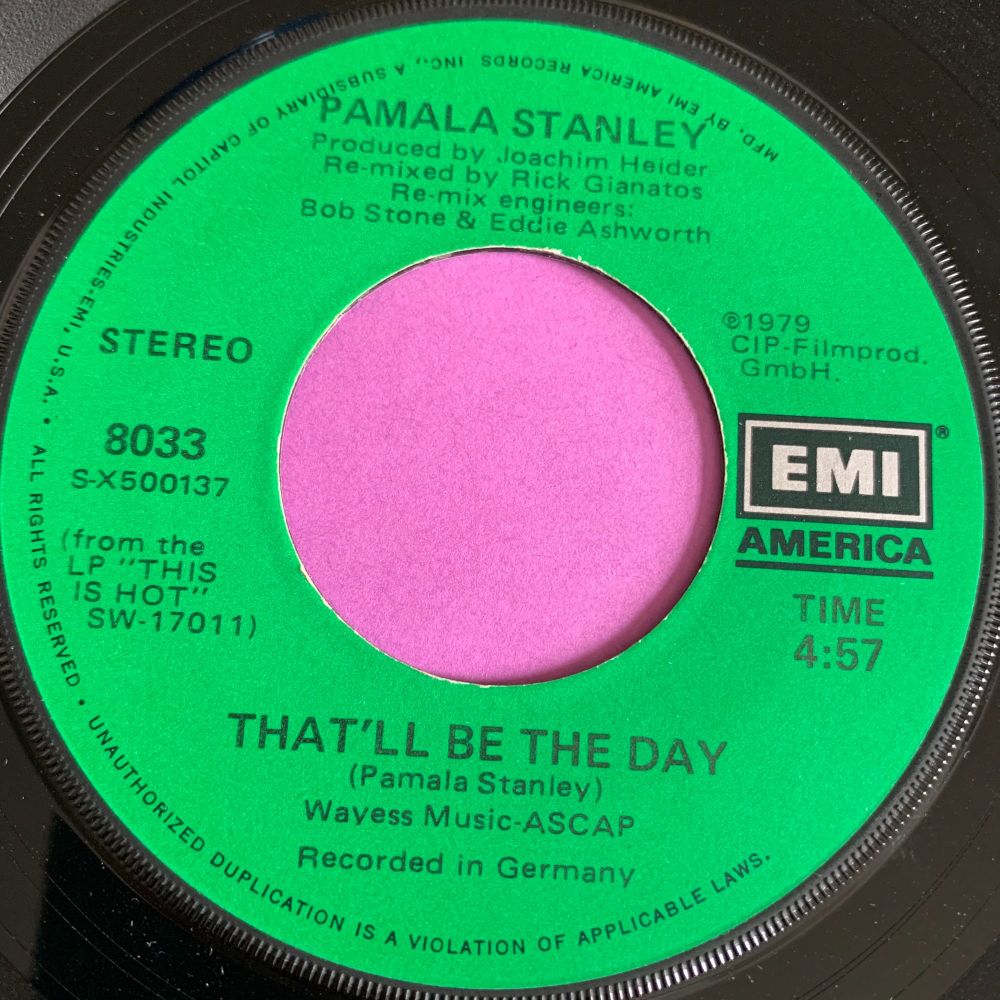 MFD. BY EMI AMERICA RECORDS INC., A SUBSIDIARY OF CAPITOL INDUSTRIES-EMI, U.S.A. • ALL RIGHTS RESERVED • UNAUTHORIZED DUPLICATION IS A VIOLATION OF APPLICABLE LAWS.
PAMALA STANLEY
Produced by Joachim Heider
Re-mixed by Rick Gianatos
Re-mix engineers:
Bob Stone & Eddie Ashworth
STEREO
8033
S-X500137
(from the
LP "THIS
IS HOT"
SW-17011)
℗1979
CIP-Filmprod.
GmbH.
EMI®
AMERICA
TIME
4:57
THAT'LL BE THE DAY
(Pamala Stanley)
Wayess Music-ASCAP
Recorded in Germany